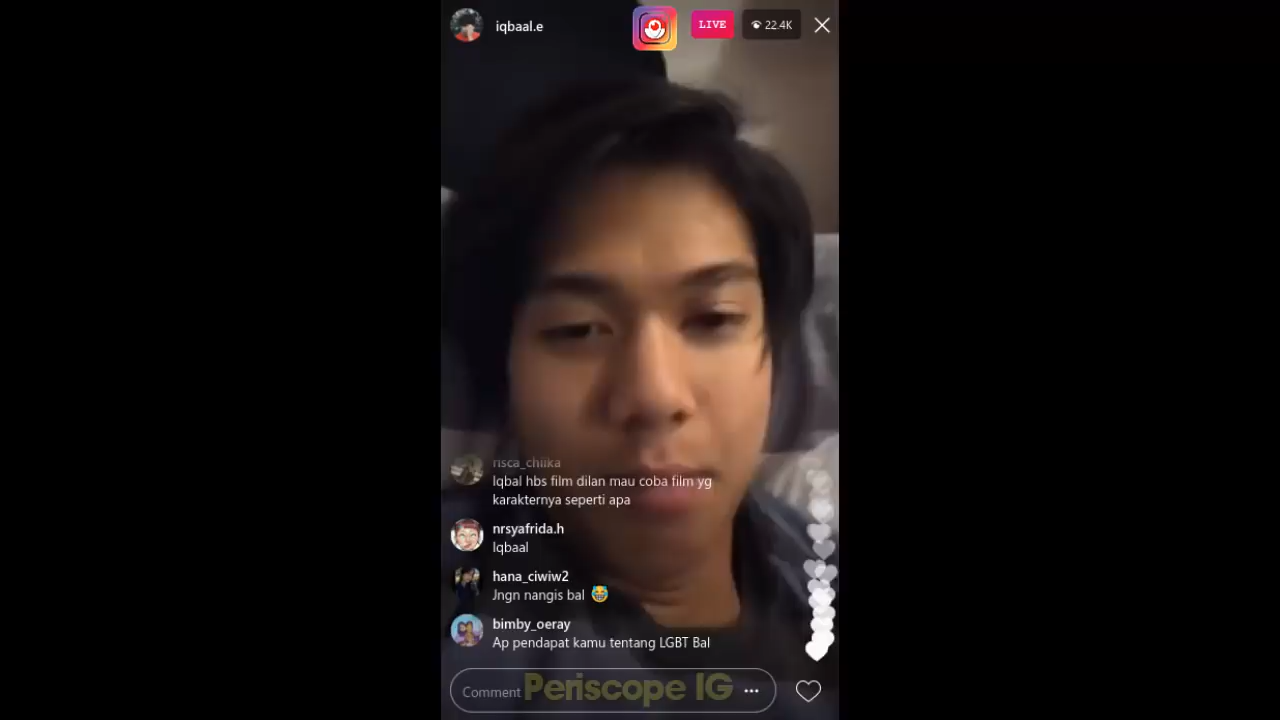 iqbaal.e
LIVE
22.4K
risca_chiika
Iqbal hbs film dilan mau coba film yg
karakternya seperti apa
nrsyafrida.h
Iqbaal
hana_ciwiw2
Jngn nangis bal 😹
bimby_oeray
Ap pendapat kamu tentang LGBT Bal
Comment
Periscope IG